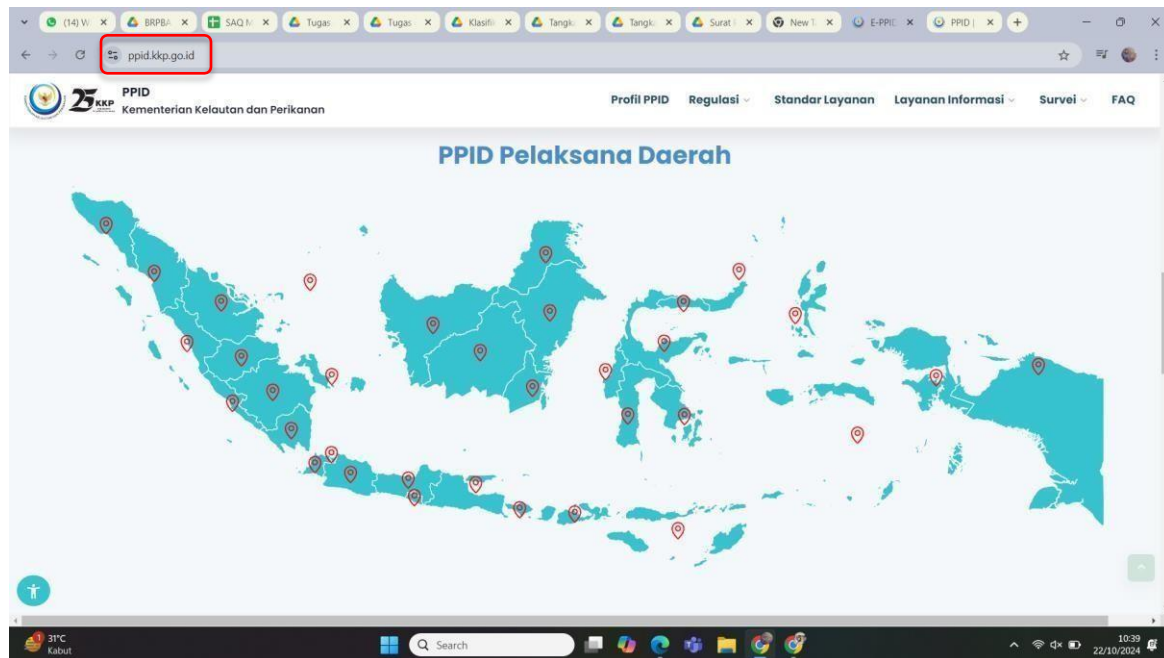 (14) W
BRPBA
SAQ N
Tugas
Tugas
Klasifi
Tangk
Tangk
Surat
New T
E-PPID
PPID |
ppid.kkp.go.id
25 KKP
PPID
Kementerian Kelautan dan Perikanan
Profil PPID
Regulasi
Standar Layanan
Layanan Informasi
Survei
FAQ
PPID Pelaksana Daerah
31°C
Kabut
Search
10:39
22/10/2024